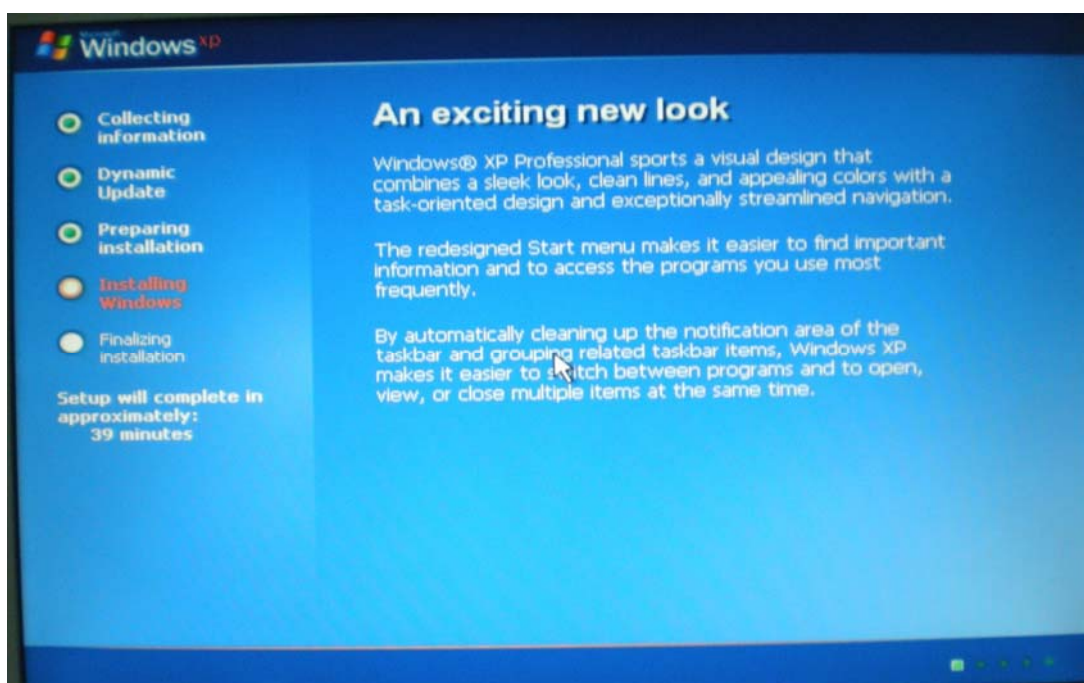 Microsoft
Windows xp
Collecting
information
Dynamic
Update
Preparing
installation
Installing
Windows
Finalizing
installation
Setup will complete in
approximately:
39 minutes
An exciting new look
Windows® XP Professional sports a visual design that
combines a sleek look, clean lines, and appealing colors with a
task-oriented design and exceptionally streamlined navigation.
The redesigned Start menu makes it easier to find important
information and to access the programs you use most
frequently.
By automatically cleaning up the notification area of the
taskbar and grouping related taskbar items, Windows XP
makes it easier to switch between programs and to open,
view, or close multiple items at the same time.